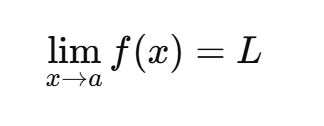 lim f(x) = L
x→a